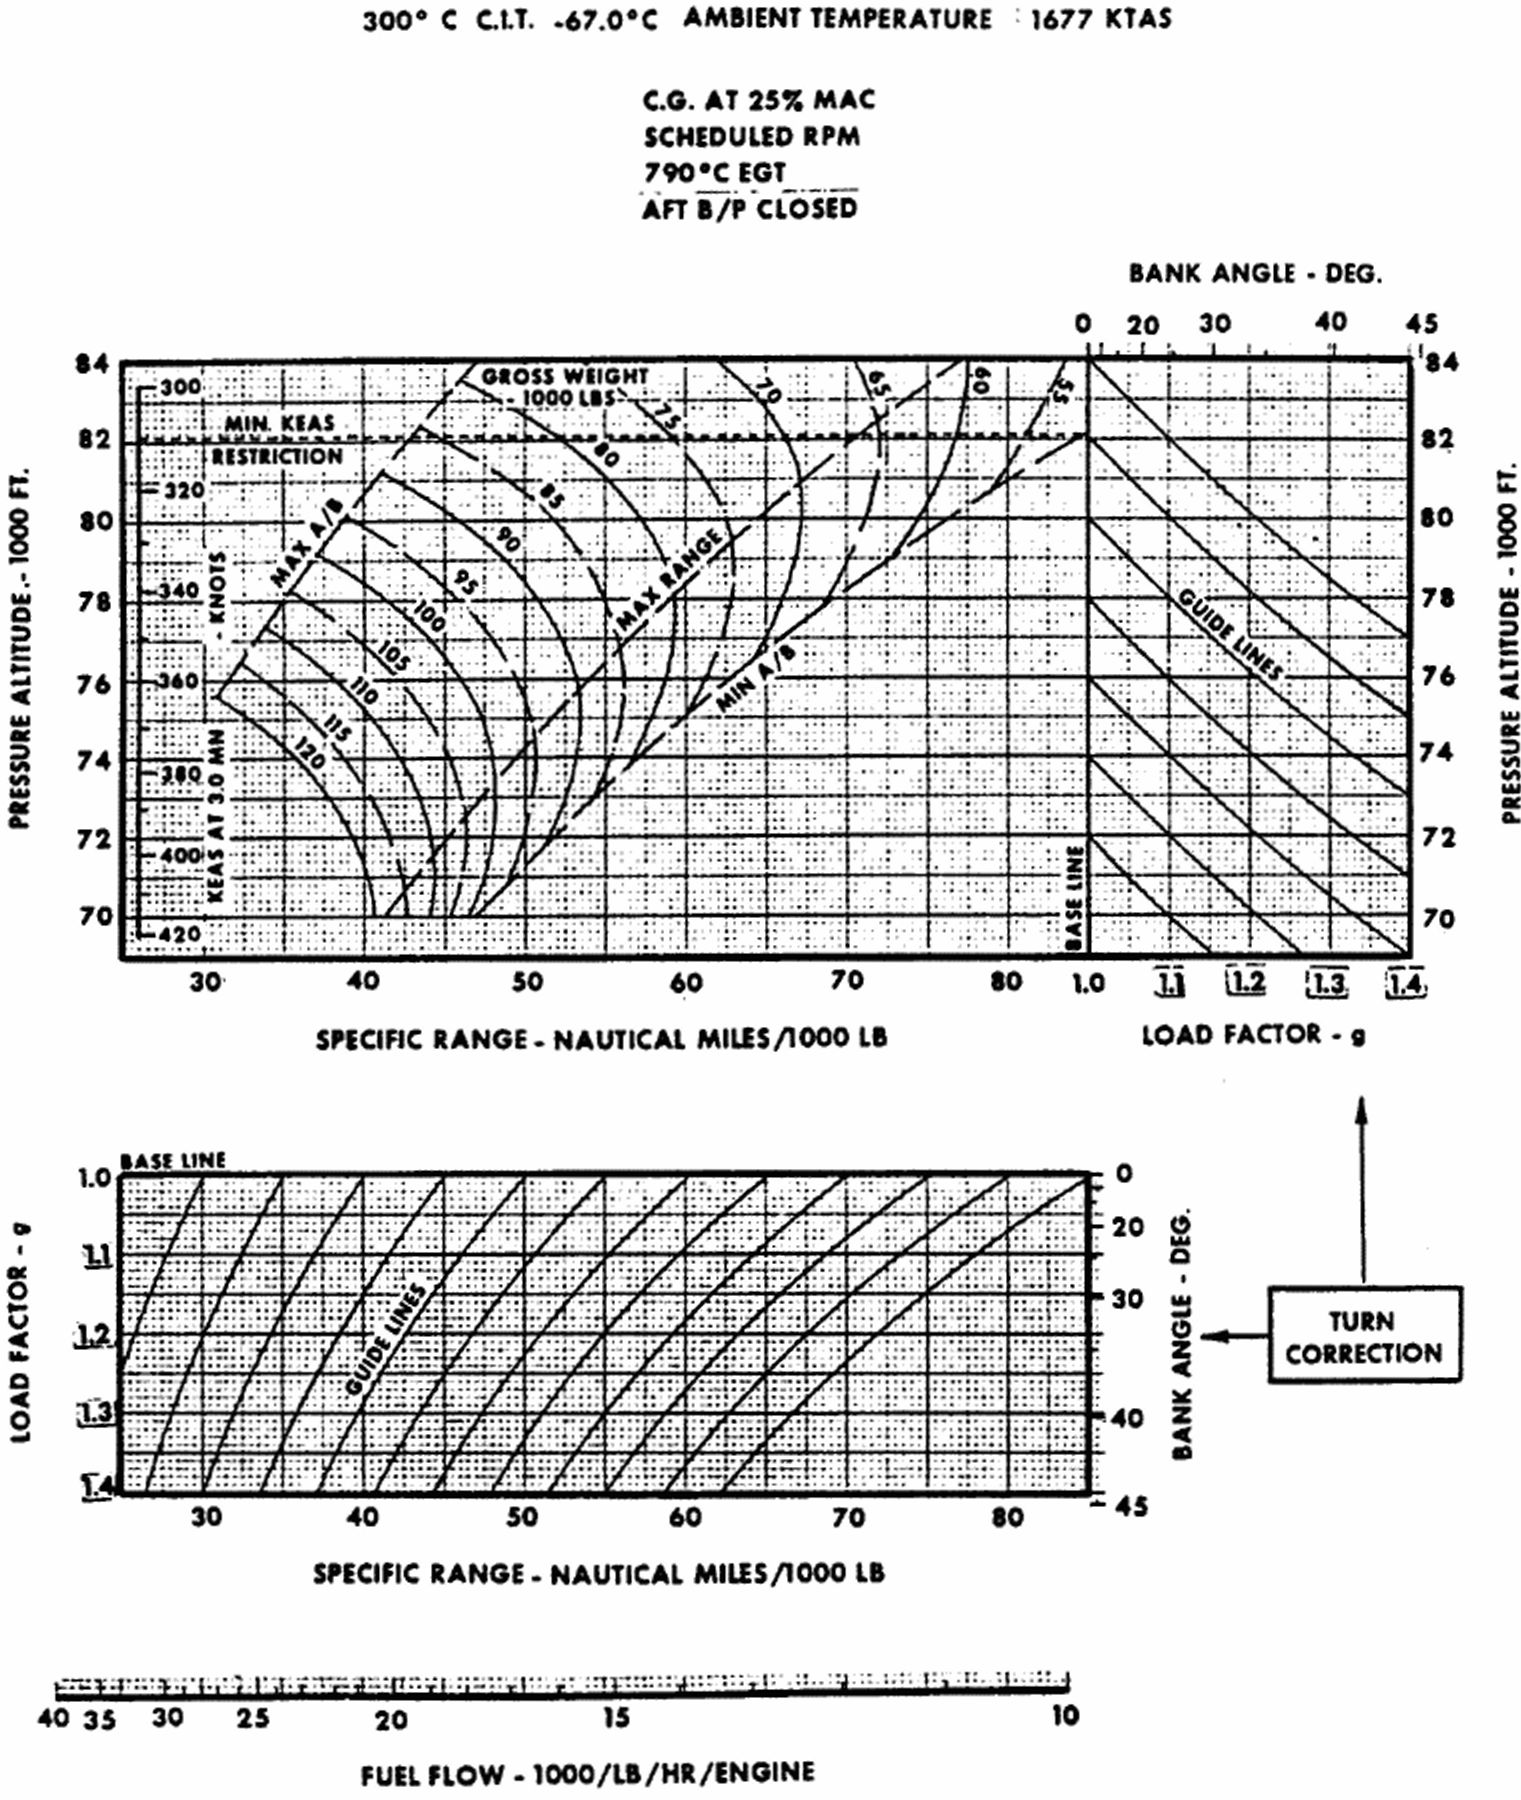 300° C C.I.T. -67.0°C AMBIENT TEMPERATURE : 1677 KTAS
C.G. AT 25% MAC
SCHEDULED RPM
790°C EGT
AFT B/P CLOSED
BANK ANGLE - DEG.
0 20 30 40 45
84 82 80 78 76 74 72 70
PRESSURE ALTITUDE - 1000 FT.
300 320 340 360 380 400 420
KEAS AT 3.0 MN - KNOTS
MIN. KEAS
RESTRICTION
GROSS WEIGHT
- 1000 LBS
MAX A/B
MAX RANGE
MIN A/B
55 60 65 70 75 80 85 90 95 100 105 110 115 120
GUIDE LINES
BASE LINE
84 82 80 78 76 74 72 70
PRESSURE ALTITUDE - 1000 FT.
30 40 50 60 70 80 1.0 1.1 1.2 1.3 1.4
SPECIFIC RANGE - NAUTICAL MILES/1000 LB
LOAD FACTOR - g
BASE LINE
1.0 1.1 1.2 1.3 1.4
LOAD FACTOR - g
GUIDE LINES
0 20 30 40 45
BANK ANGLE - DEG.
TURN
CORRECTION
30 40 50 60 70 80
SPECIFIC RANGE - NAUTICAL MILES/1000 LB
40 35 30 25 20 15 10
FUEL FLOW - 1000/LB/HR/ENGINE